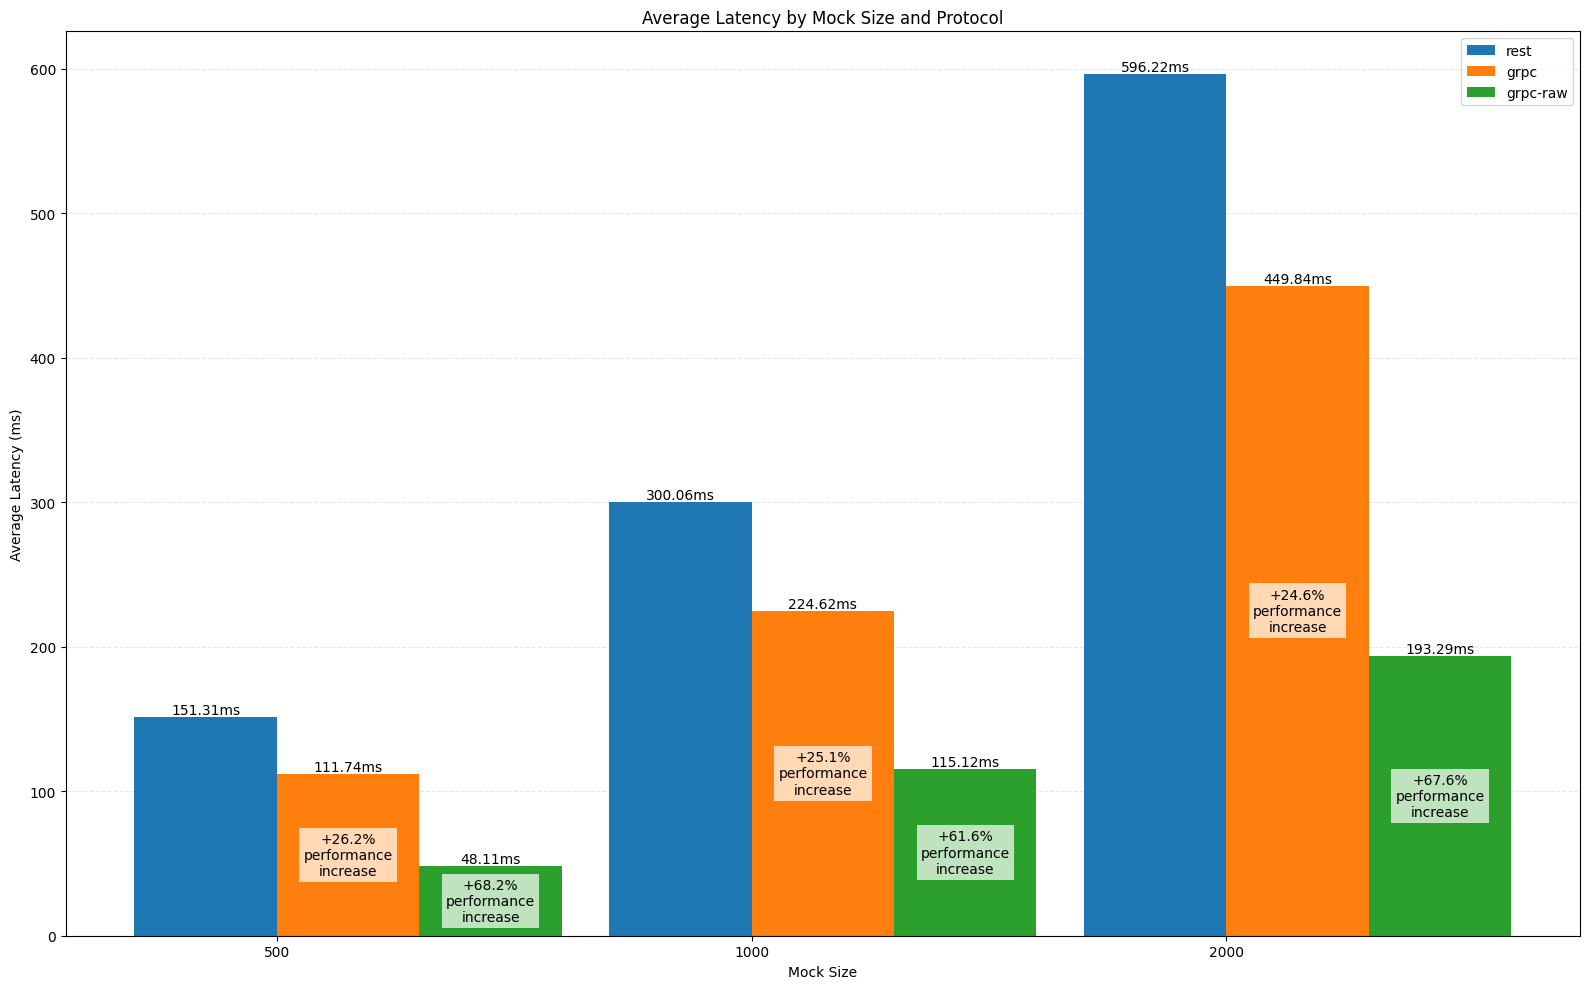 Average Latency by Mock Size and Protocol
rest
grpc
grpc-raw
Average Latency (ms)
600
500
400
300
200
100
0
151.31ms
111.74ms
+26.2%
performance
increase
48.11ms
+68.2%
performance
increase
300.06ms
224.62ms
+25.1%
performance
increase
115.12ms
+61.6%
performance
increase
596.22ms
449.84ms
+24.6%
performance
increase
193.29ms
+67.6%
performance
increase
500
1000
2000
Mock Size